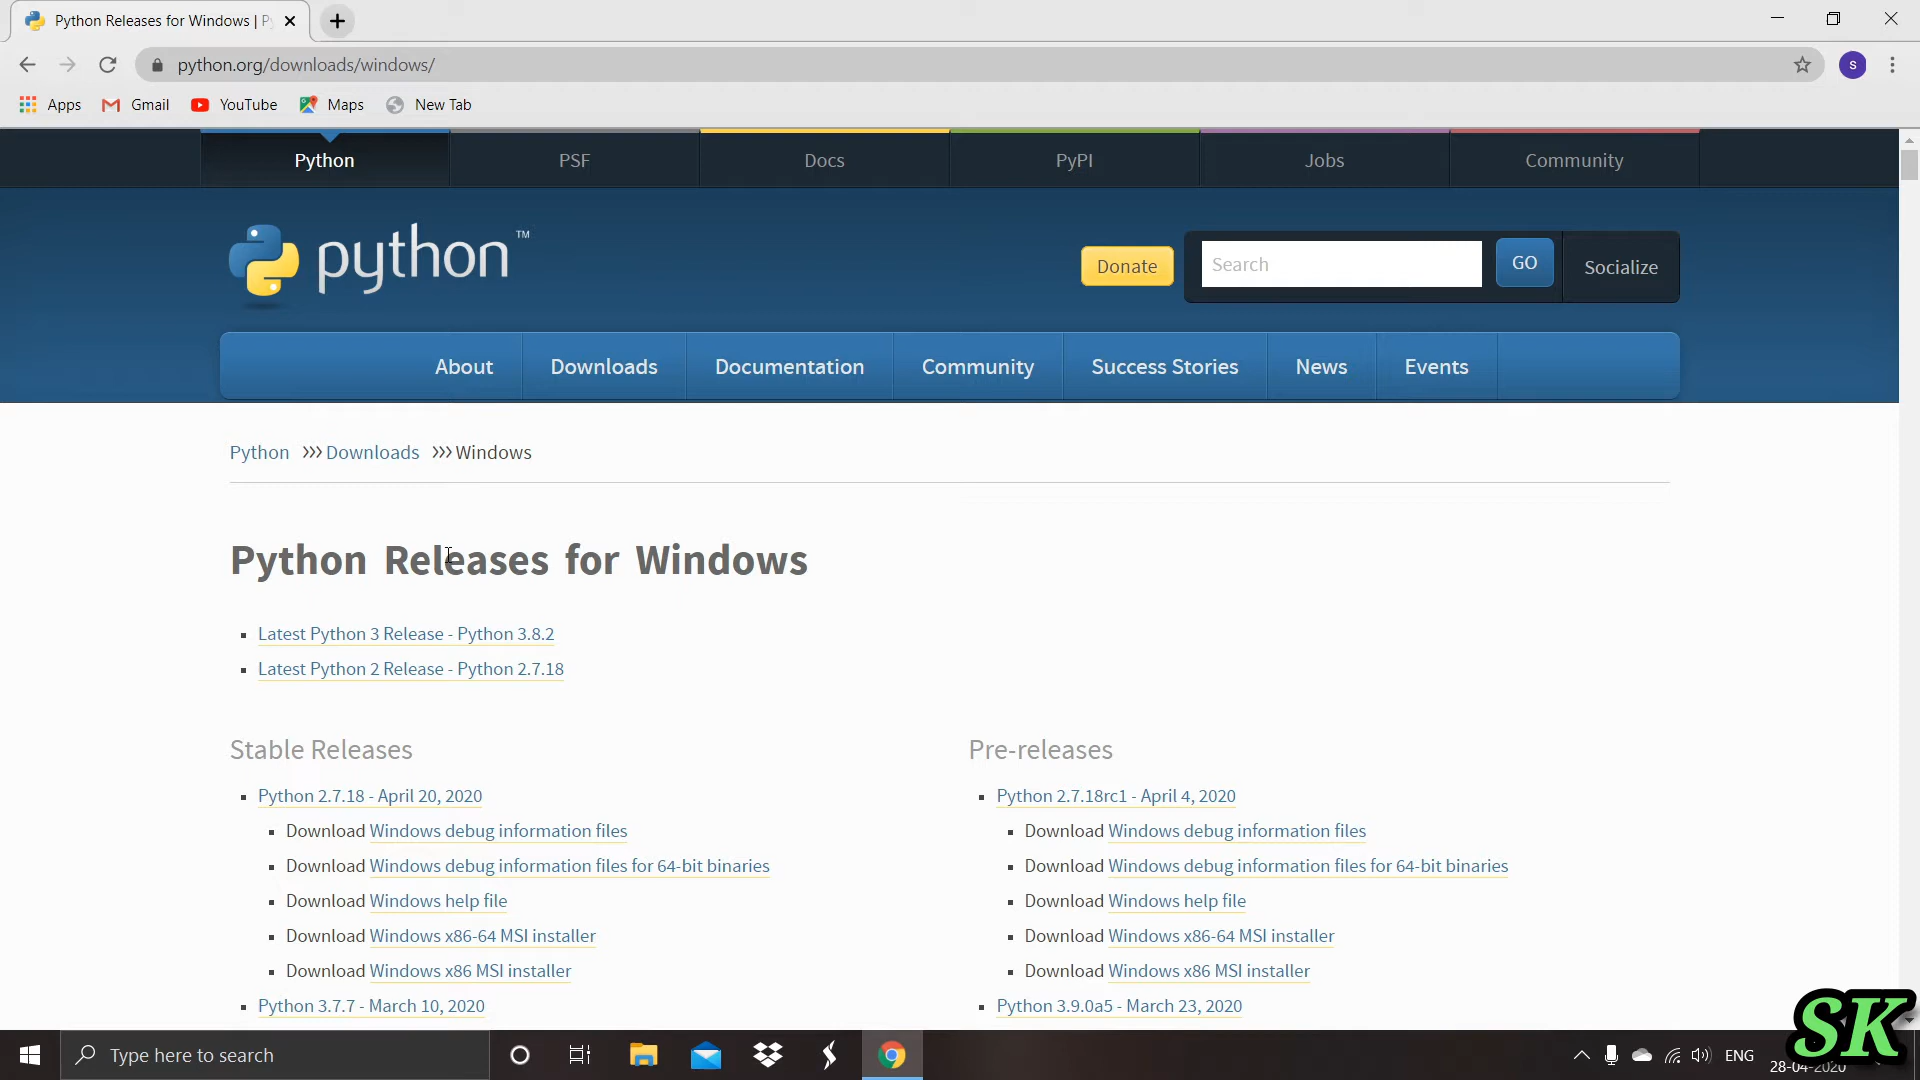 Python Releases for Windows | P
python.org/downloads/windows/
S
Apps Gmail YouTube Maps New Tab
Python PSF Docs PyPI Jobs Community
python™
Donate Search GO Socialize
About Downloads Documentation Community Success Stories News Events
Python >>> Downloads >>> Windows
Python Releases for Windows
Latest Python 3 Release - Python 3.8.2
Latest Python 2 Release - Python 2.7.18
Stable Releases
Python 2.7.18 - April 20, 2020
Download Windows debug information files
Download Windows debug information files for 64-bit binaries
Download Windows help file
Download Windows x86-64 MSI installer
Download Windows x86 MSI installer
Python 3.7.7 - March 10, 2020
Pre-releases
Python 2.7.18rc1 - April 4, 2020
Download Windows debug information files
Download Windows debug information files for 64-bit binaries
Download Windows help file
Download Windows x86-64 MSI installer
Download Windows x86 MSI installer
Python 3.9.0a5 - March 23, 2020
Type here to search
ENG
28-04-2020
SK